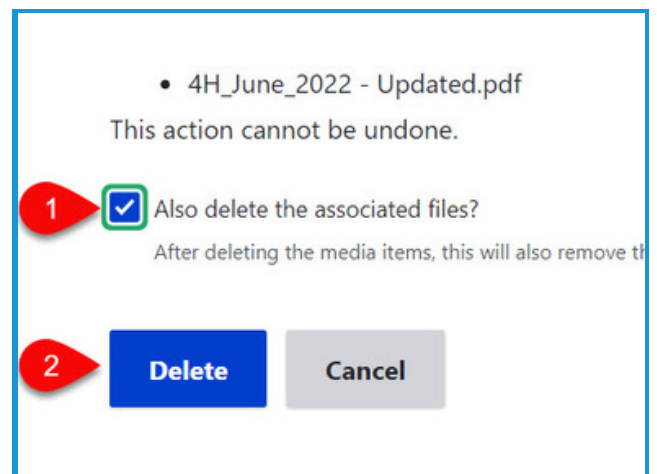 4H_June_2022 - Updated.pdf
This action cannot be undone.
1
Also delete the associated files?
After deleting the media items, this will also remove
2
Delete
Cancel